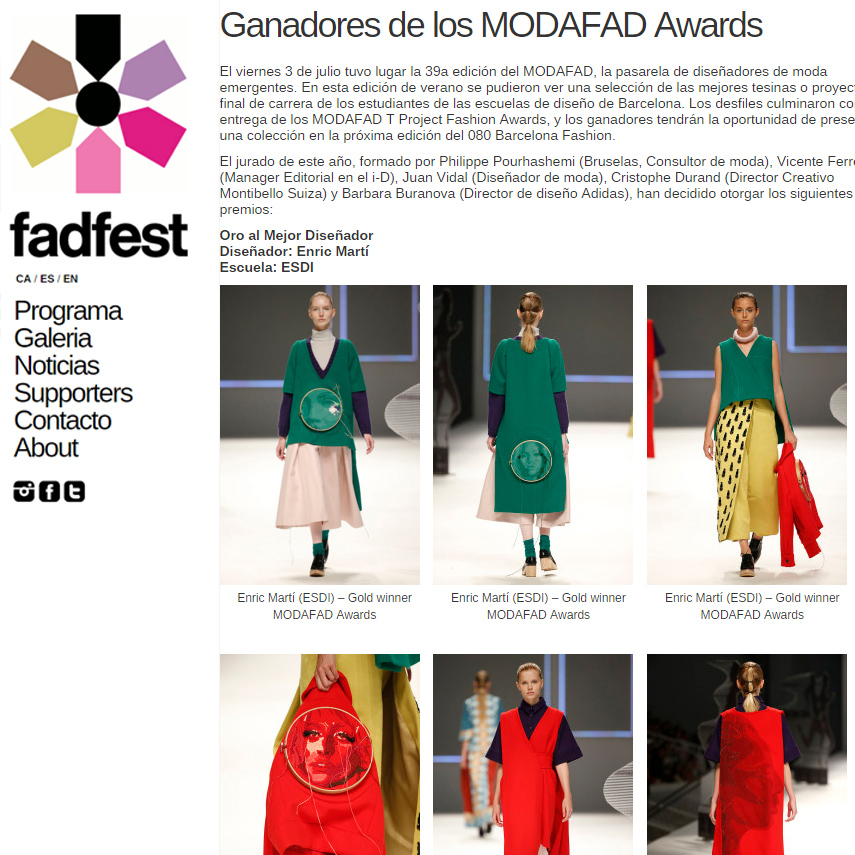 fadfest
CA / ES / EN
Programa
Galeria
Noticias
Supporters
Contacto
About
Ganadores de los MODAFAD Awards
El viernes 3 de julio tuvo lugar la 39a edición del MODAFAD, la pasarela de diseñadores de moda
emergentes. En esta edición de verano se pudieron ver una selección de las mejores tesinas o
final de carrera de los estudiantes de las escuelas de diseño de Barcelona. Los desfiles culminaron
entrega de los MODAFAD T Project Fashion Awards, y los ganadores tendrán la oportunidad de
una colección en la próxima edición del 080 Barcelona Fashion.
El jurado de este año, formado por Philippe Pourhashemi (Bruselas, Consultor de moda), Vicente
(Manager Editorial en el i-D), Juan Vidal (Diseñador de moda), Cristophe Durand (Director Creativo
Montibello Suiza) y Barbara Buranova (Director de diseño Adidas), han decidido otorgar los siguientes
premios:
Oro al Mejor Diseñador
Diseñador: Enric Martí
Escuela: ESDI
Enric Martí (ESDI) – Gold winner
MODAFAD Awards
Enric Martí (ESDI) – Gold winner
MODAFAD Awards
Enric Martí (ESDI) – Gold winner
MODAFAD Awards